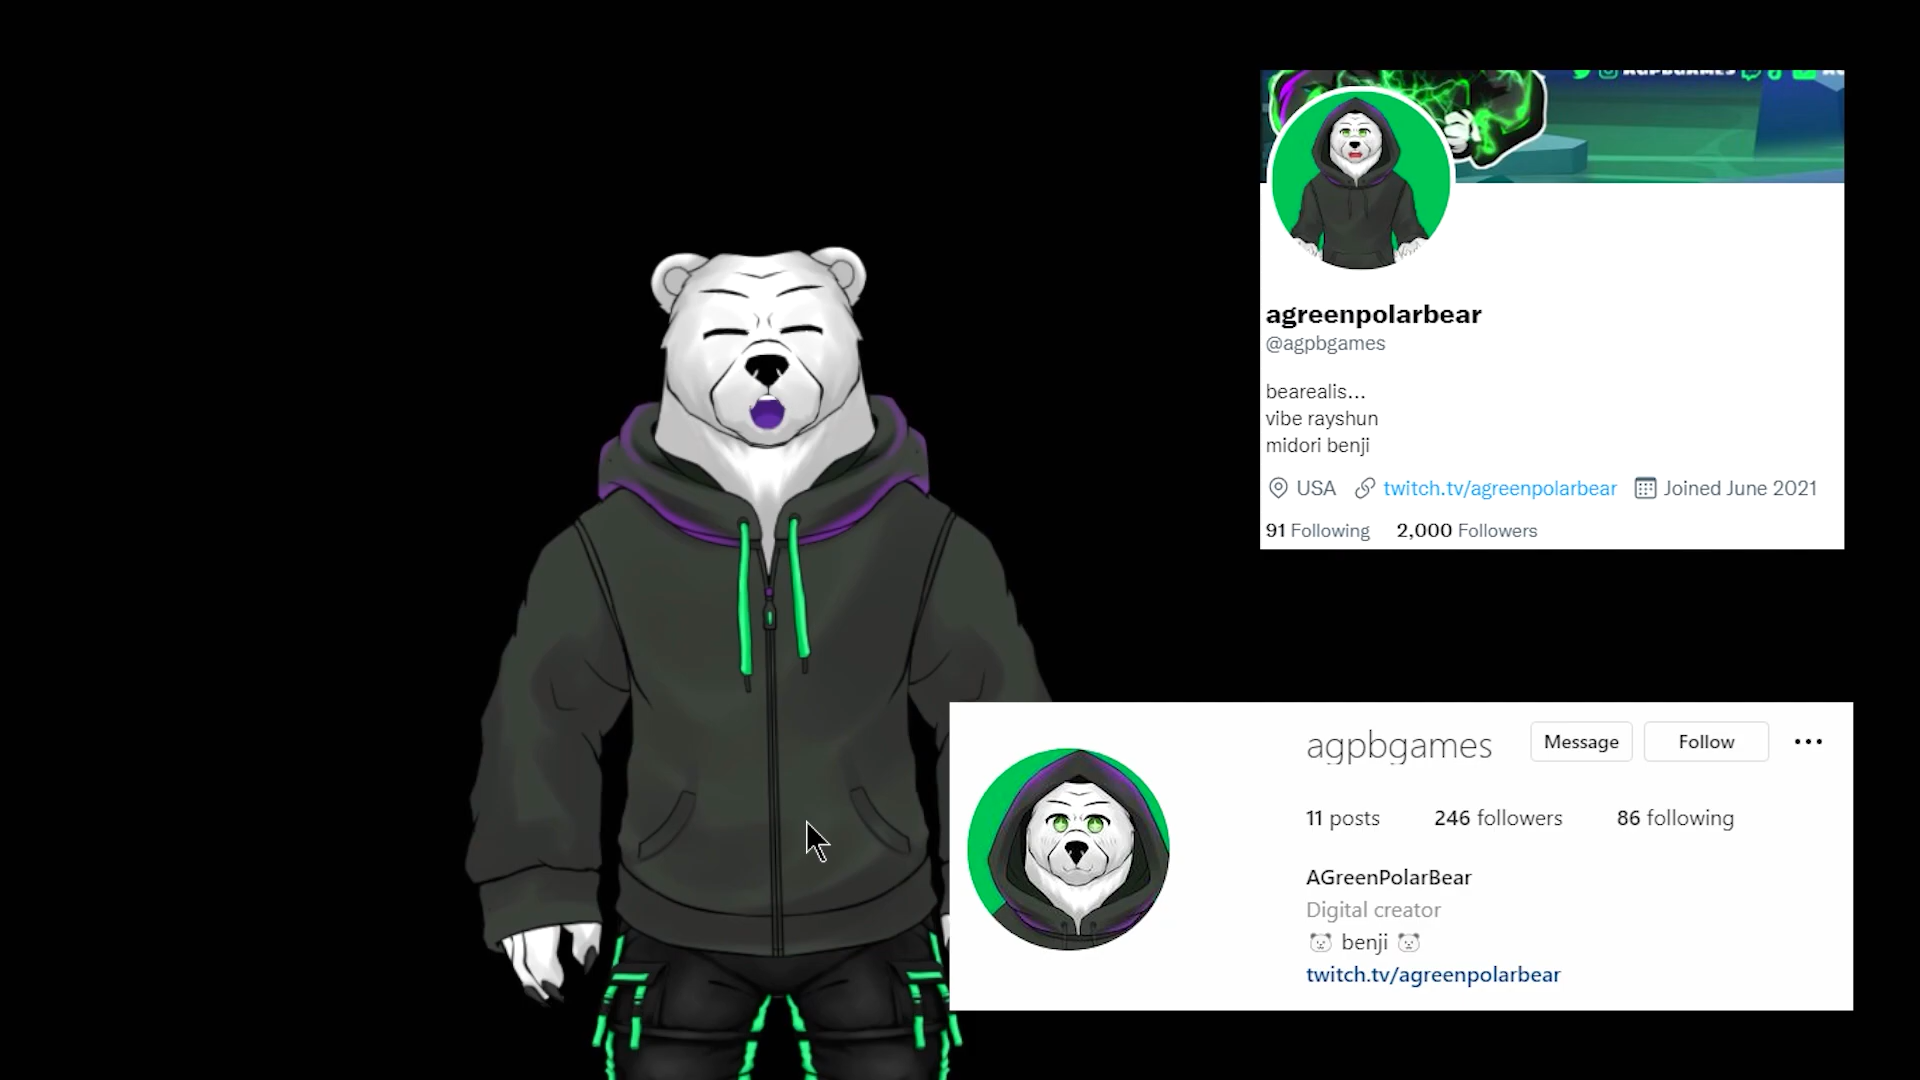 AGPBGAMES
agreenpolarbear
@agpbgames
bearealis...
vibe rayshun
midori benji
USA twitch.tv/agreenpolarbear Joined June 2021
91 Following 2,000 Followers
agpbgames Message Follow
11 posts 246 followers 86 following
AGreenPolarBear
Digital creator
benji
twitch.tv/agreenpolarbear